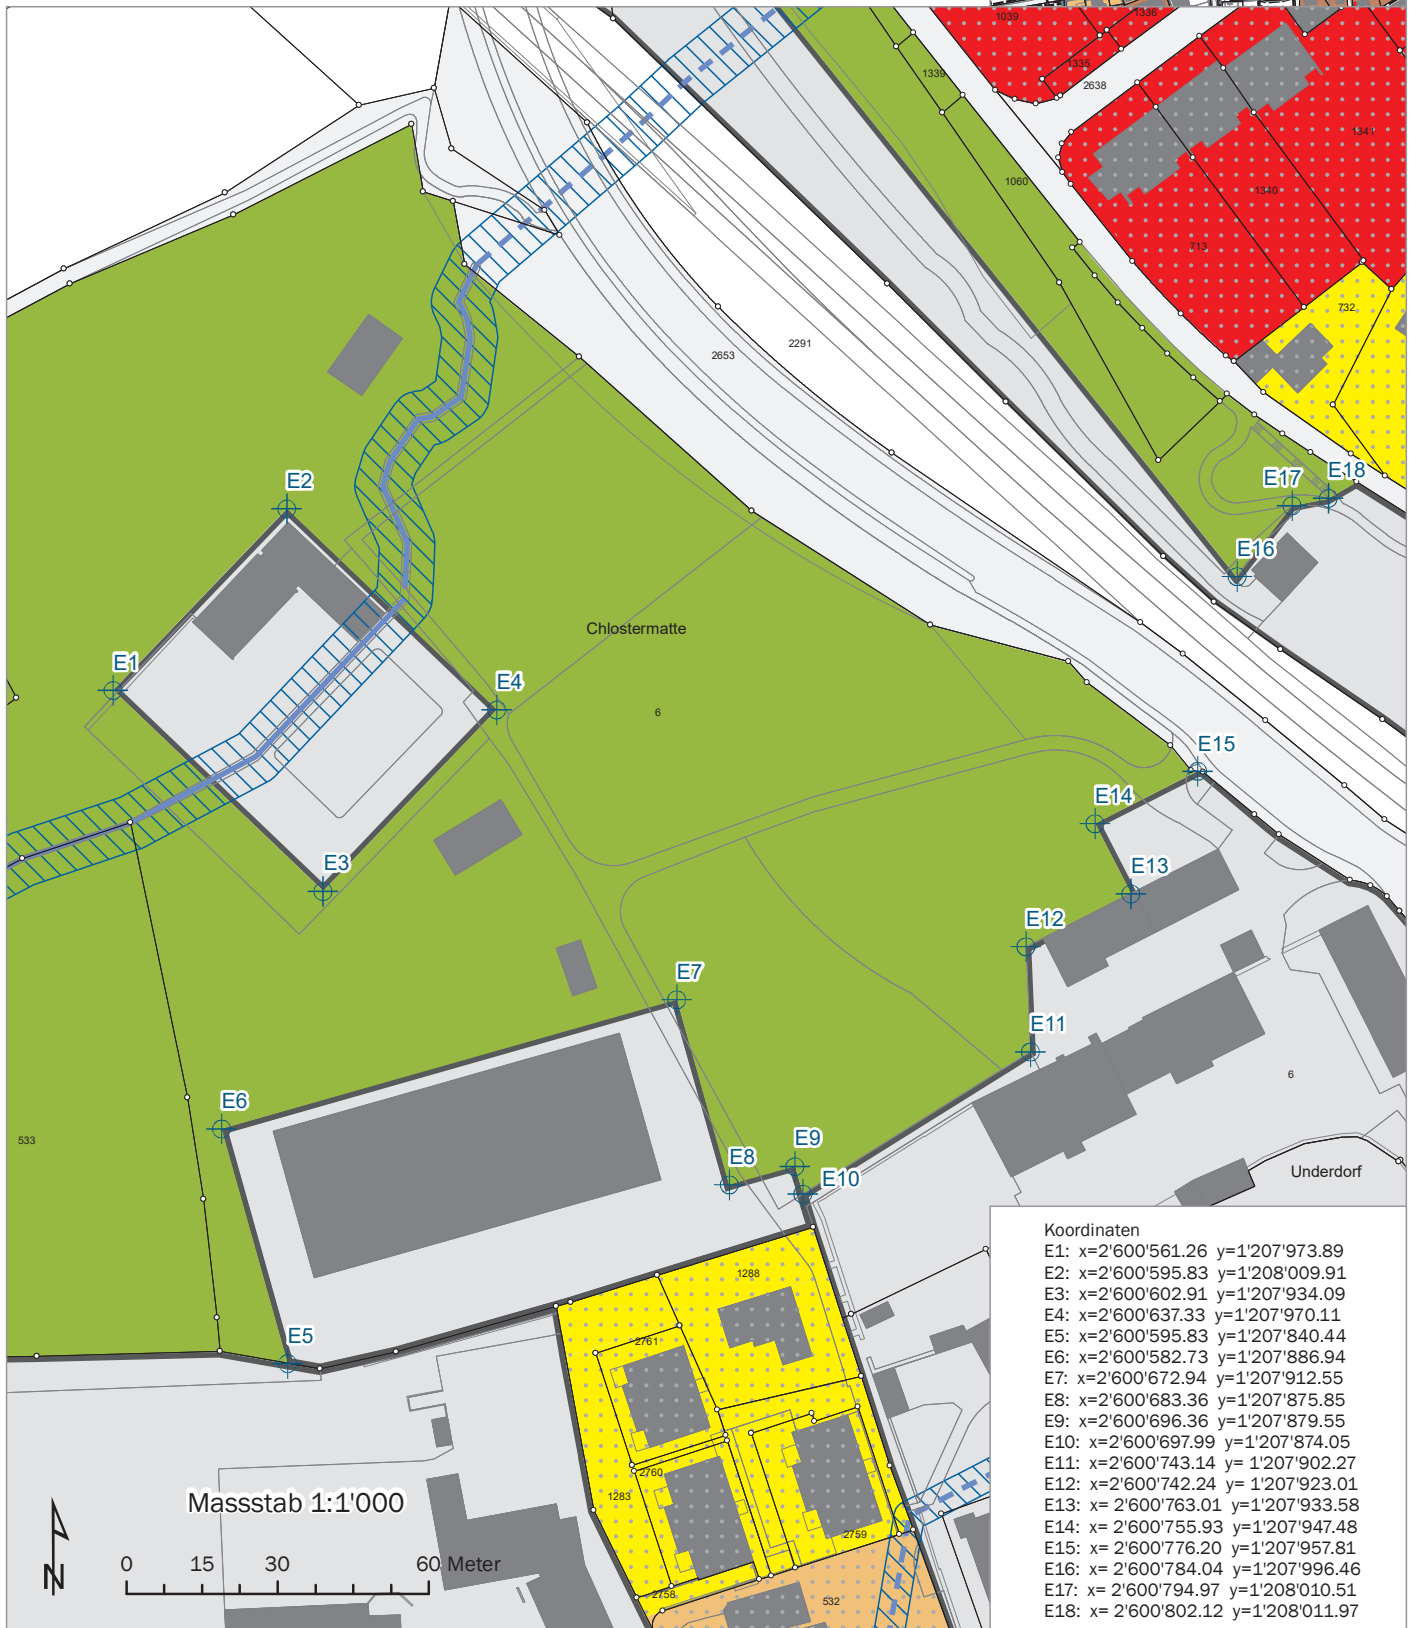 1039
1336
1335
2638
1339
1341
1060
1340
713
732
2291
2653
E2
E17
E18
E16
Chlostermatte
E1
E4
6
E15
E14
E3
E13
E12
E7
E11
6
E6
533
E9
E8
E10
Underdorf
1288
E5
2761
2760
1283
2759
2758
532
Massstab 1:1'000
N
0 15 30 60 Meter
Koordinaten
E1: x=2'600'561.26 y=1'207'973.89
E2: x=2'600'595.83 y=1'208'009.91
E3: x=2'600'602.91 y=1'207'934.09
E4: x=2'600'637.33 y=1'207'970.11
E5: x=2'600'595.83 y=1'207'840.44
E6: x=2'600'582.73 y=1'207'886.94
E7: x=2'600'672.94 y=1'207'912.55
E8: x=2'600'683.36 y=1'207'875.85
E9: x=2'600'696.36 y=1'207'879.55
E10: x=2'600'697.99 y=1'207'874.05
E11: x=2'600'743.14 y= 1'207'902.27
E12: x=2'600'742.24 y=1'207'923.01
E13: x= 2'600'763.01 y=1'207'933.58
E14: x= 2'600'755.93 y=1'207'947.48
E15: x= 2'600'776.20 y=1'207'957.81
E16: x= 2'600'784.04 y=1'207'996.46
E17: x= 2'600'794.97 y=1'208'010.51
E18: x= 2'600'802.12 y=1'208'011.97